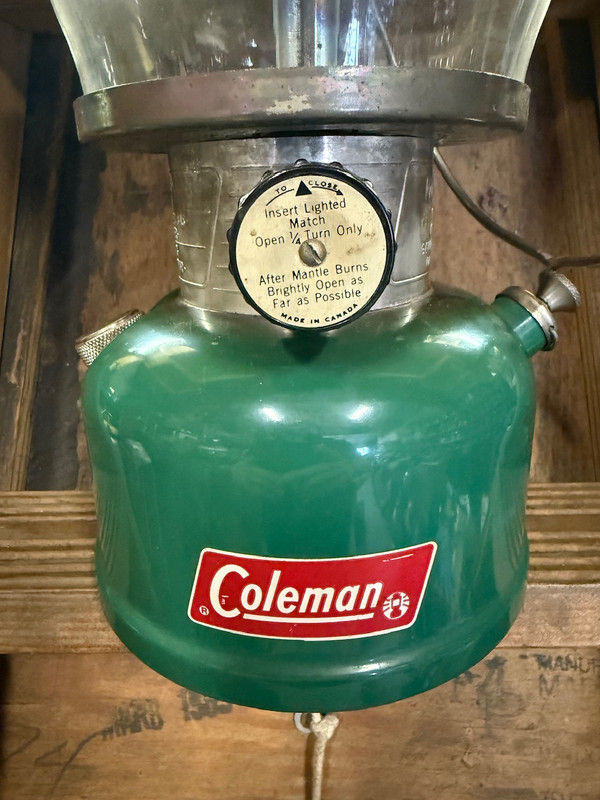 TO CLOSE
Insert Lighted
Match
Open ¼ Turn Only
After Mantle Burns
Brightly Open as
Far as Possible
MADE IN CANADA
® Coleman
MANUF